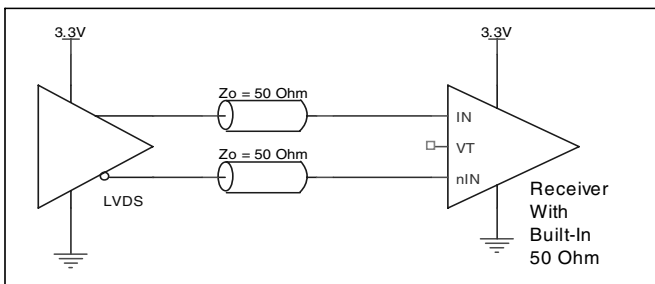 3.3V
3.3V
Zo = 50 Ohm
IN
VT
Zo = 50 Ohm
nIN
LVDS
Receiver
With
Built-In
50 Ohm